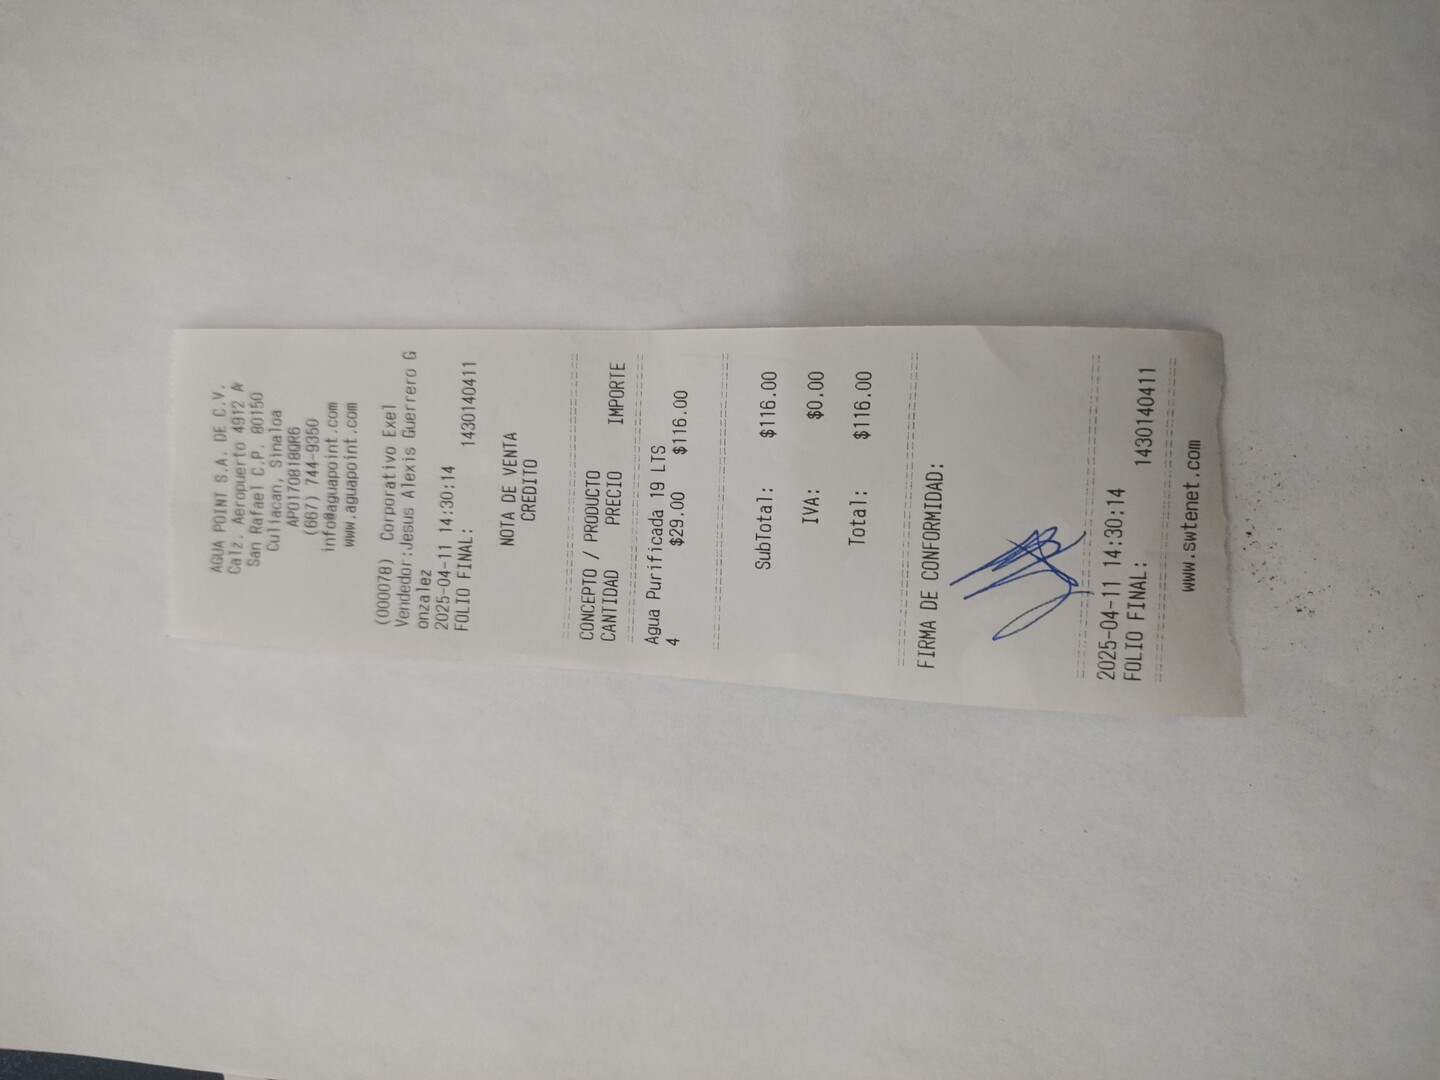 AGUA POINT S.A. DE C.V.
Calz. Aeropuerto 4912 A
San Rafael C.P. 80150
Culiacan, Sinaloa
APO170818QR6
(667) 744-9350
info@aguapoint.com
www.aguapoint.com
(000078) Corporativo Exel
Vendedor:Jesus Alexis Guerrero G
onzalez
2025-04-11 14:30:14
FOLIO FINAL: 1430140411
NOTA DE VENTA
CREDITO
CONCEPTO / PRODUCTO
CANTIDAD PRECIO IMPORTE
Agua Purificada 19 LTS
4 $29.00 $116.00
SubTotal: $116.00
IVA: $0.00
Total: $116.00
FIRMA DE CONFORMIDAD:
2025-04-11 14:30:14
FOLIO FINAL: 1430140411
www.swtenet.com